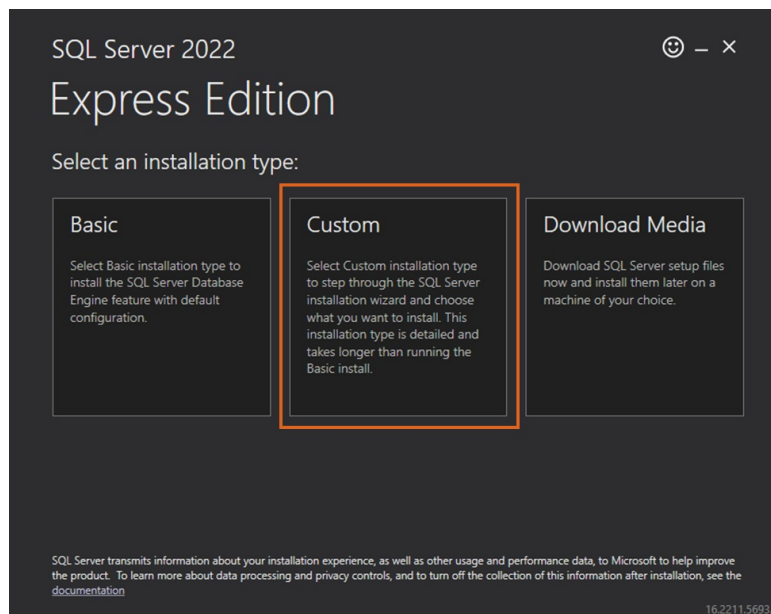 SQL Server 2022
Express Edition
Select an installation type:
Basic
Select Basic installation type to
install the SQL Server Database
Engine feature with default
configuration.
Custom
Select Custom installation type
to step through the SQL Server
installation wizard and choose
what you want to install. This
installation type is detailed and
takes longer than running the
Basic install.
Download Media
Download SQL Server setup files
now and install them later on a
machine of your choice.
SQL Server transmits information about your installation experience, as well as other usage and performance data, to Microsoft to help improve
the product. To learn more about data processing and privacy controls, and to turn off the collection of this information after installation, see the
documentation
16.2211.5693